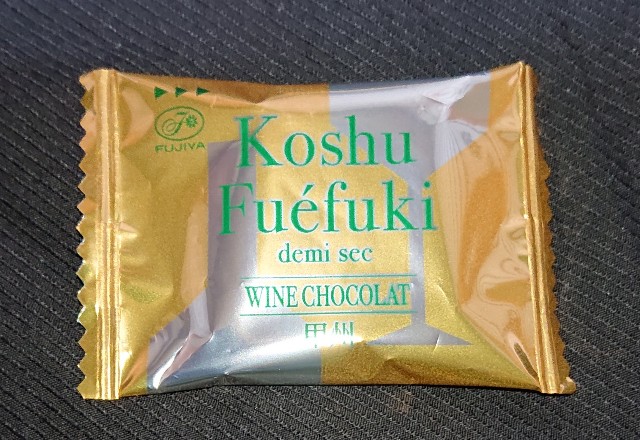 FUJIYA
Koshu
Fuéfuki
demi sec
WINE CHOCOLAT
甲州